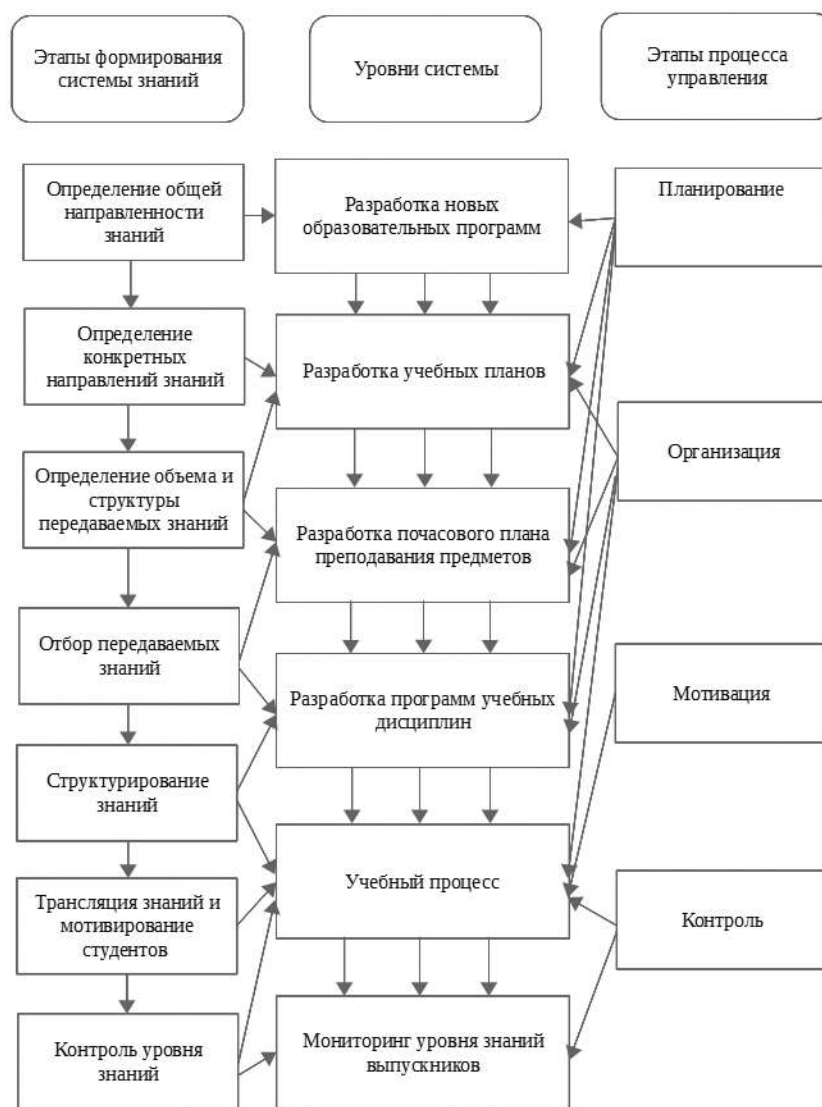 Этапы формирования
системы знаний
Уровни системы
Этапы процесса
управления
Определение общей
направленности
знаний
Разработка новых
образовательных программ
Планирование
Определение
конкретных
направлений знаний
Разработка учебных планов
Организация
Определение объема и
структуры
передаваемых знаний
Разработка почасового плана
преподавания предметов
Отбор передаваемых
знаний
Разработка программ учебных
дисциплин
Мотивация
Структурирование
знаний
Учебный процесс
Трансляция знаний и
мотивирование
студентов
Контроль
Контроль уровня
знаний
Мониторинг уровня знаний
выпускников